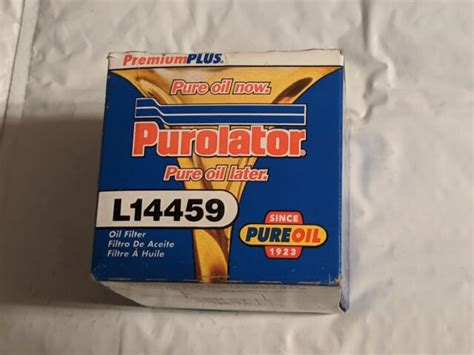 PremiumPLUS
Pure oil now.
Purolator
Pure oil later.
L14459
Oil Filter
Filtro De Aceite
Filtre À Huile
SINCE
PUREOIL
1923